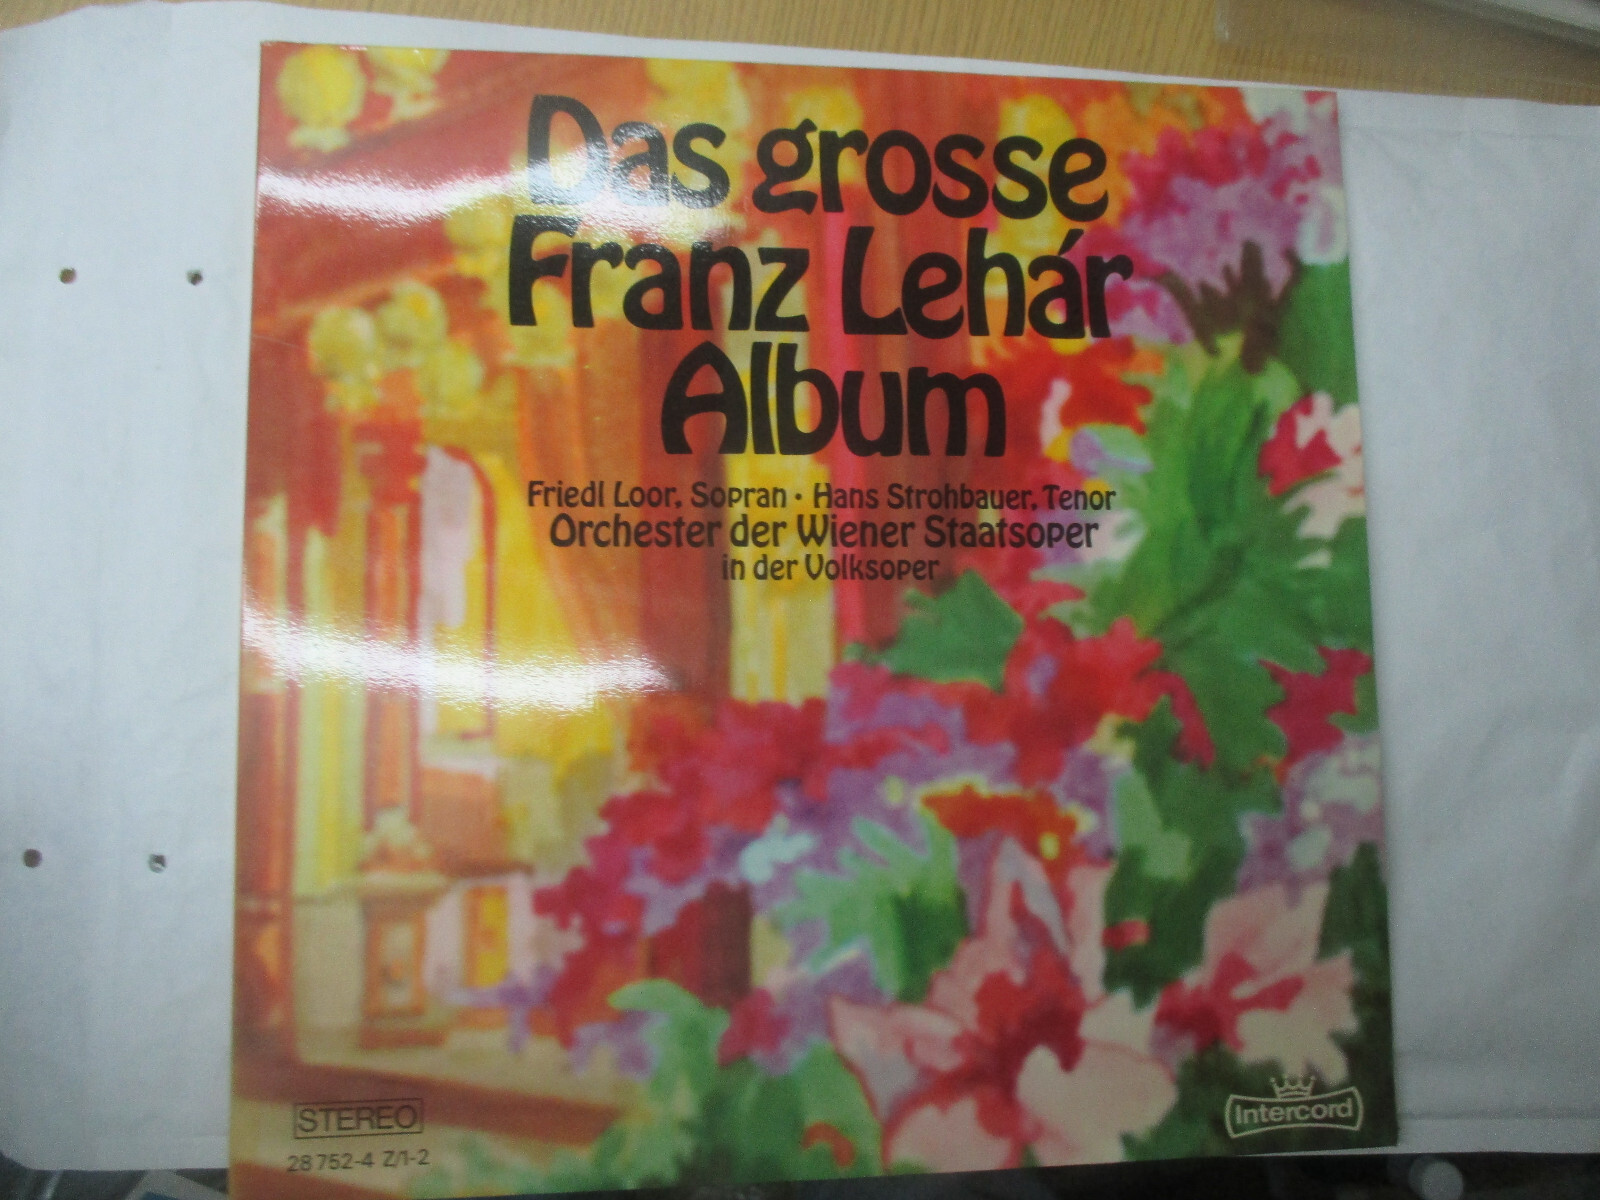 Das grosse
Franz Lehár
Album
Friedl Loor, Sopran · Hans Strohbauer, Tenor
Orchester der Wiener Staatsoper
in der Volksoper
STEREO
28 752-4 Z/1-2
Intercord